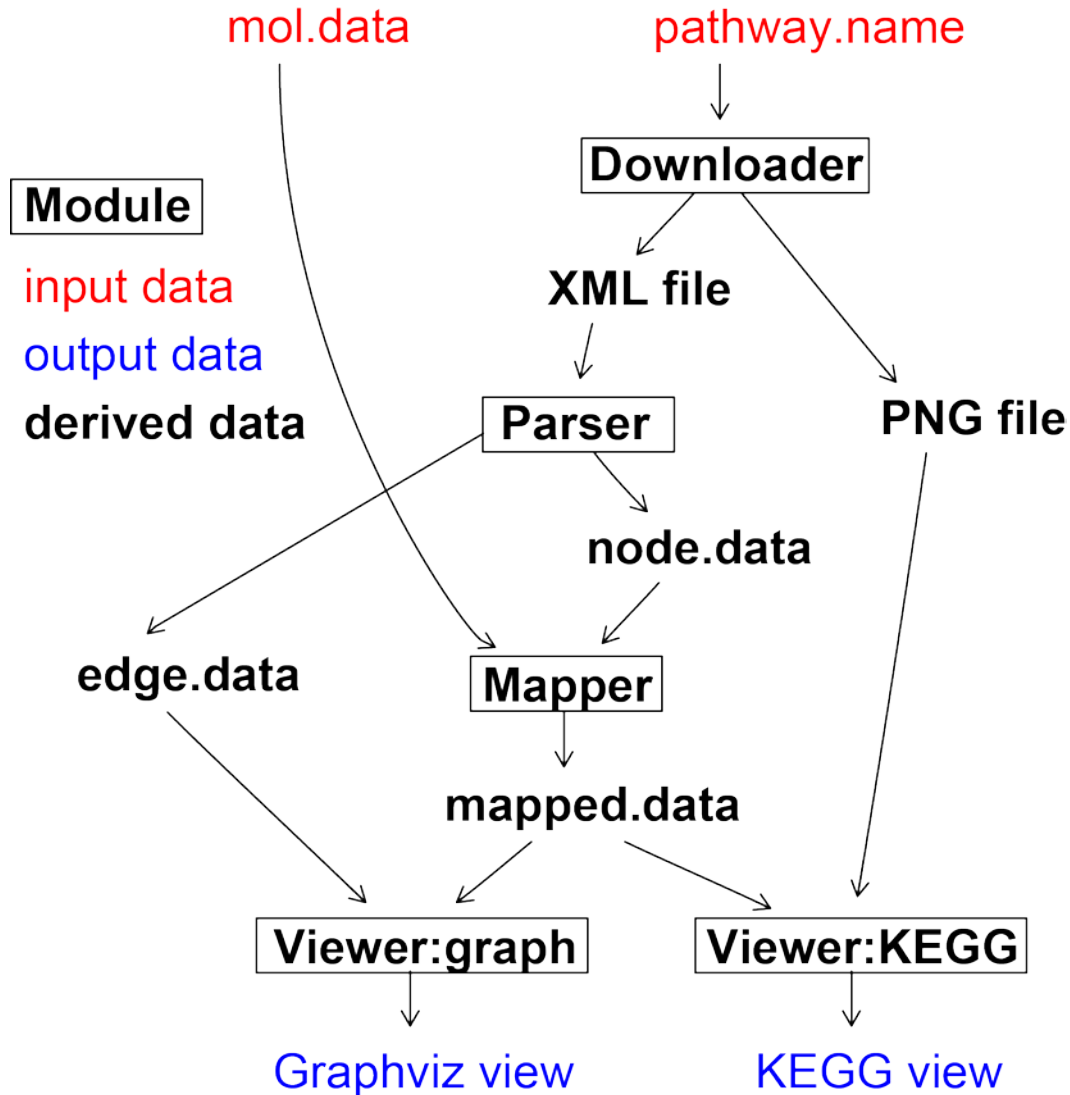 mol.data
pathway.name
Downloader
Module
input data
XML file
output data
derived data
Parser
PNG file
node.data
edge.data
Mapper
mapped.data
Viewer:graph
Viewer:KEGG
Graphviz view
KEGG view